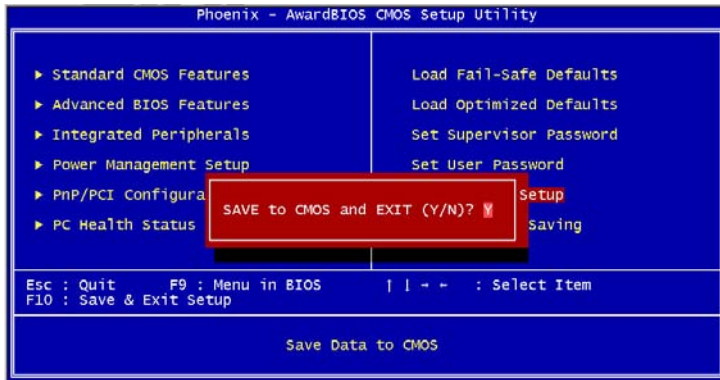 Phoenix - AwardBIOS CMOS Setup Utility
► Standard CMOS Features
► Advanced BIOS Features
► Integrated Peripherals
► Power Management Setup
► PnP/PCI Configura
► PC Health Status
Load Fail-Safe Defaults
Load Optimized Defaults
Set Supervisor Password
Set User Password
Setup
Saving
SAVE to CMOS and EXIT (Y/N)? Y
Esc : Quit F9 : Menu in BIOS ↑ ↓ → ← : Select Item
F10 : Save & Exit Setup
Save Data to CMOS